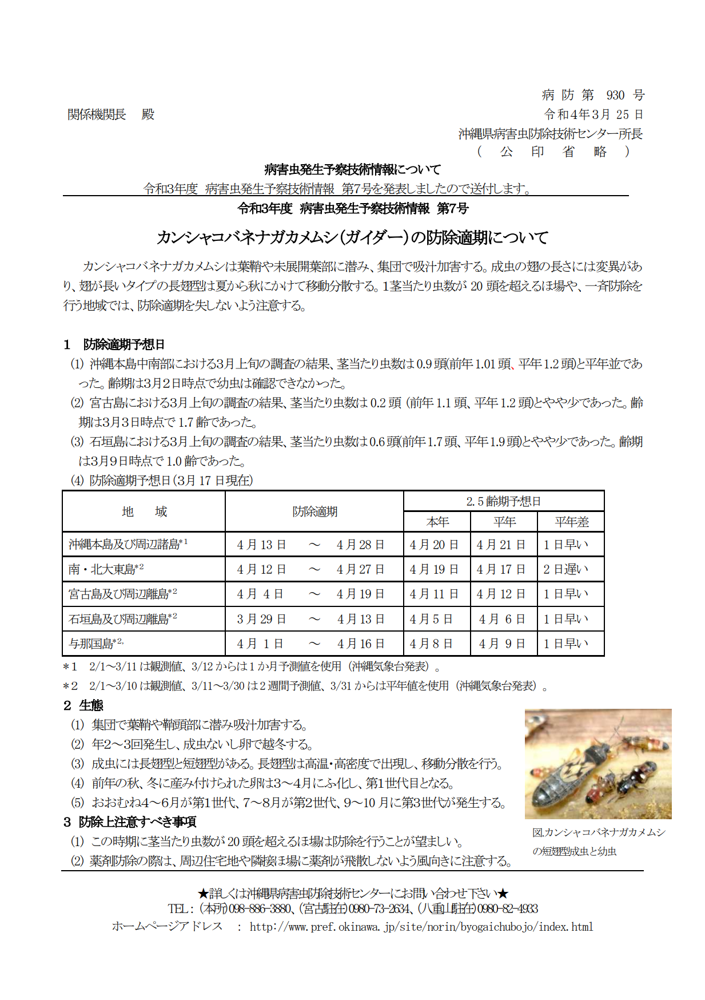 病 防 第 930 号
関係機関長 殿
令和4年3月 25 日
沖縄県病害虫防除技術センター所長
( 公 印 省 略 )
病害虫発生予察技術情報について
令和3年度 病害虫発生予察技術情報 第7号を発表しましたので送付します。
令和3年度 病害虫発生予察技術情報 第7号
カンシャコバネナガカメムシ(ガイダー)の防除適期について
カンシャコバネナガカメムシは葉鞘や未展開葉部に潜み、集団で吸汁加害する。成虫の翅の長さには変異があ
り、翅が長いタイプの長翅型は夏から秋にかけて移動分散する。1茎当たり虫数が 20 頭を超えるほ場や、一斉防除を
行う地域では、防除適期を失しないよう注意する。
1 防除適期予想日
(1) 沖縄本島中南部における3月上旬の調査の結果、茎当たり虫数は 0.9 頭(前年 1.01 頭、平年 1.2 頭)と平年並であ
った。齢期は3月2日時点で幼虫は確認できなかった。
(2) 宮古島における3月上旬の調査の結果、茎当たり虫数は 0.2 頭 (前年 1.1 頭、平年 1.2 頭)とやや少であった。齢
期は3月3日時点で 1.7 齢であった。
(3) 石垣島における3月上旬の調査の結果、茎当たり虫数は 0.6 頭(前年 1.7 頭、平年 1.9 頭)とやや少であった。齢期
は3月9日時点で 1.0 齢であった。
(4) 防除適期予想日(3月 17 日現在)
地 域 防除適期 2.5 齢期予想日
本年 平年 平年差
沖縄本島及び周辺諸島*1 4 月 13 日 ～ 4 月 28 日 4 月 20 日 4 月 21 日 1 日早い
南・北大東島*2 4 月 12 日 ～ 4 月 27 日 4 月 19 日 4 月 17 日 2 日遅い
宮古島及び周辺離島*2 4 月 4 日 ～ 4 月 19 日 4 月 11 日 4 月 12 日 1 日早い
石垣島及び周辺離島*2 3 月 29 日 ～ 4 月 13 日 4 月 5 日 4 月 6 日 1 日早い
与那国島*2, 4 月 1 日 ～ 4 月 16 日 4 月 8 日 4 月 9 日 1 日早い
*1 2/1～3/11 は観測値、3/12 からは 1 か月予測値を使用（沖縄気象台発表）。
*2 2/1～3/10 は観測値、3/11～3/30 は 2 週間予測値、3/31 からは平年値を使用（沖縄気象台発表）。
2 生態
(1) 集団で葉鞘や鞘頭部に潜み吸汁加害する。
(2) 年2～3回発生し、成虫ないし卵で越冬する。
(3) 成虫には長翅型と短翅型がある。長翅型は高温・高密度で出現し、移動分散を行う。
(4) 前年の秋、冬に産み付けられた卵は3～4月にふ化し、第1世代目となる。
(5) おおむね4～6月が第1世代、7～8月が第2世代、9～10 月に第3世代が発生する。
3 防除上注意すべき事項
(1) この時期に茎当たり虫数が 20 頭を超えるほ場は防除を行うことが望ましい。
(2) 薬剤防除の際は、周辺住宅地や隣接ほ場に薬剤が飛散しないよう風向きに注意する。
図.カンシャコバネナガカメムシ
の短翅型成虫と幼虫
★詳しくは沖縄県病害虫防除技術センターにお問い合わせ下さい★
TEL：(本所)098-886-3880、(宮古駐在)0980-73-2634、(八重山駐在)0980-82-4933
ホームページアドレス : http://www.pref.okinawa.jp/site/norin/byogaichubojo/index.html